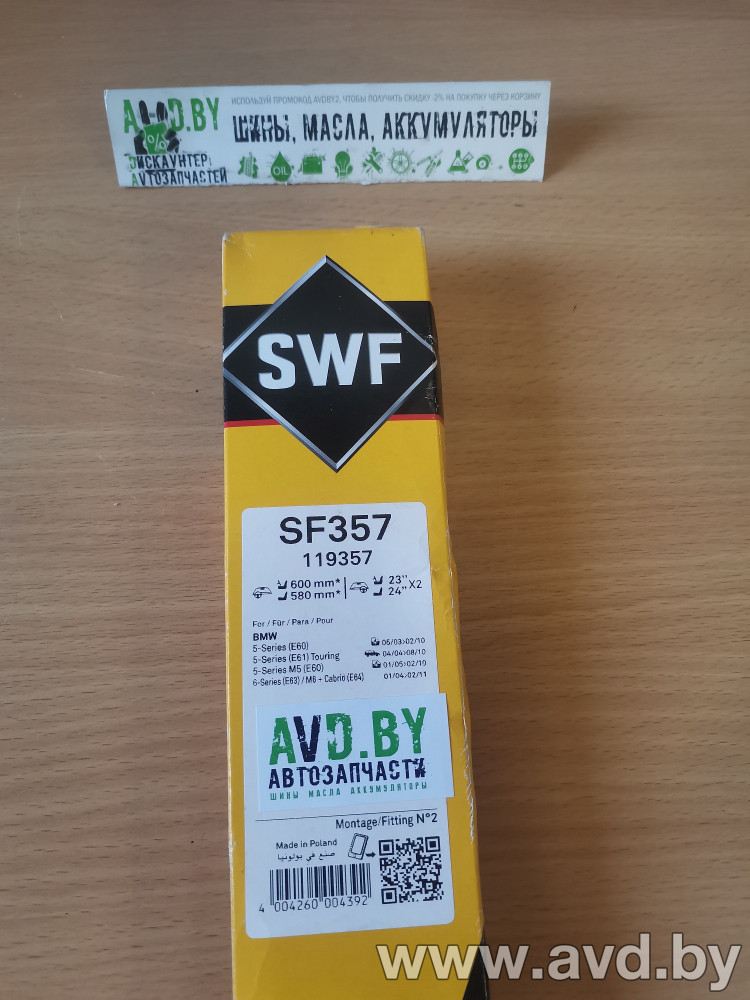 ИСПОЛЬЗУЙ ПРОМОКОД AVDBY2, ЧТОБЫ ПОЛУЧИТЬ СКИДКУ -2% НА ПОКУПКУ ЧЕРЕЗ КОРЗИНУ
AVD.BY
ШИНЫ, МАСЛА, АККУМУЛЯТОРЫ
%
ДИСКАУНТЕР
АВТОЗАПЧАСТЕЙ
OIL
SWF
SF357
119357
600 mm* 23"
580 mm* 24" X2
For / Für / Para / Pour
BMW
5-Series (E60) 06/03>02/10
5-Series (E61) Touring 04/04>08/10
5-Series M5 (E60) 01/05>02/10
6-Series (E63) / M6 + Cabrio (E64) 01/04>02/11
AVD.BY
АВТОЗАПЧАСТИ
ШИНЫ МАСЛА АККУМУЛЯТОРЫ
Montage/Fitting N°2
Made in Poland
صنع في بولونيا
4 004260 004392
www.avd.by